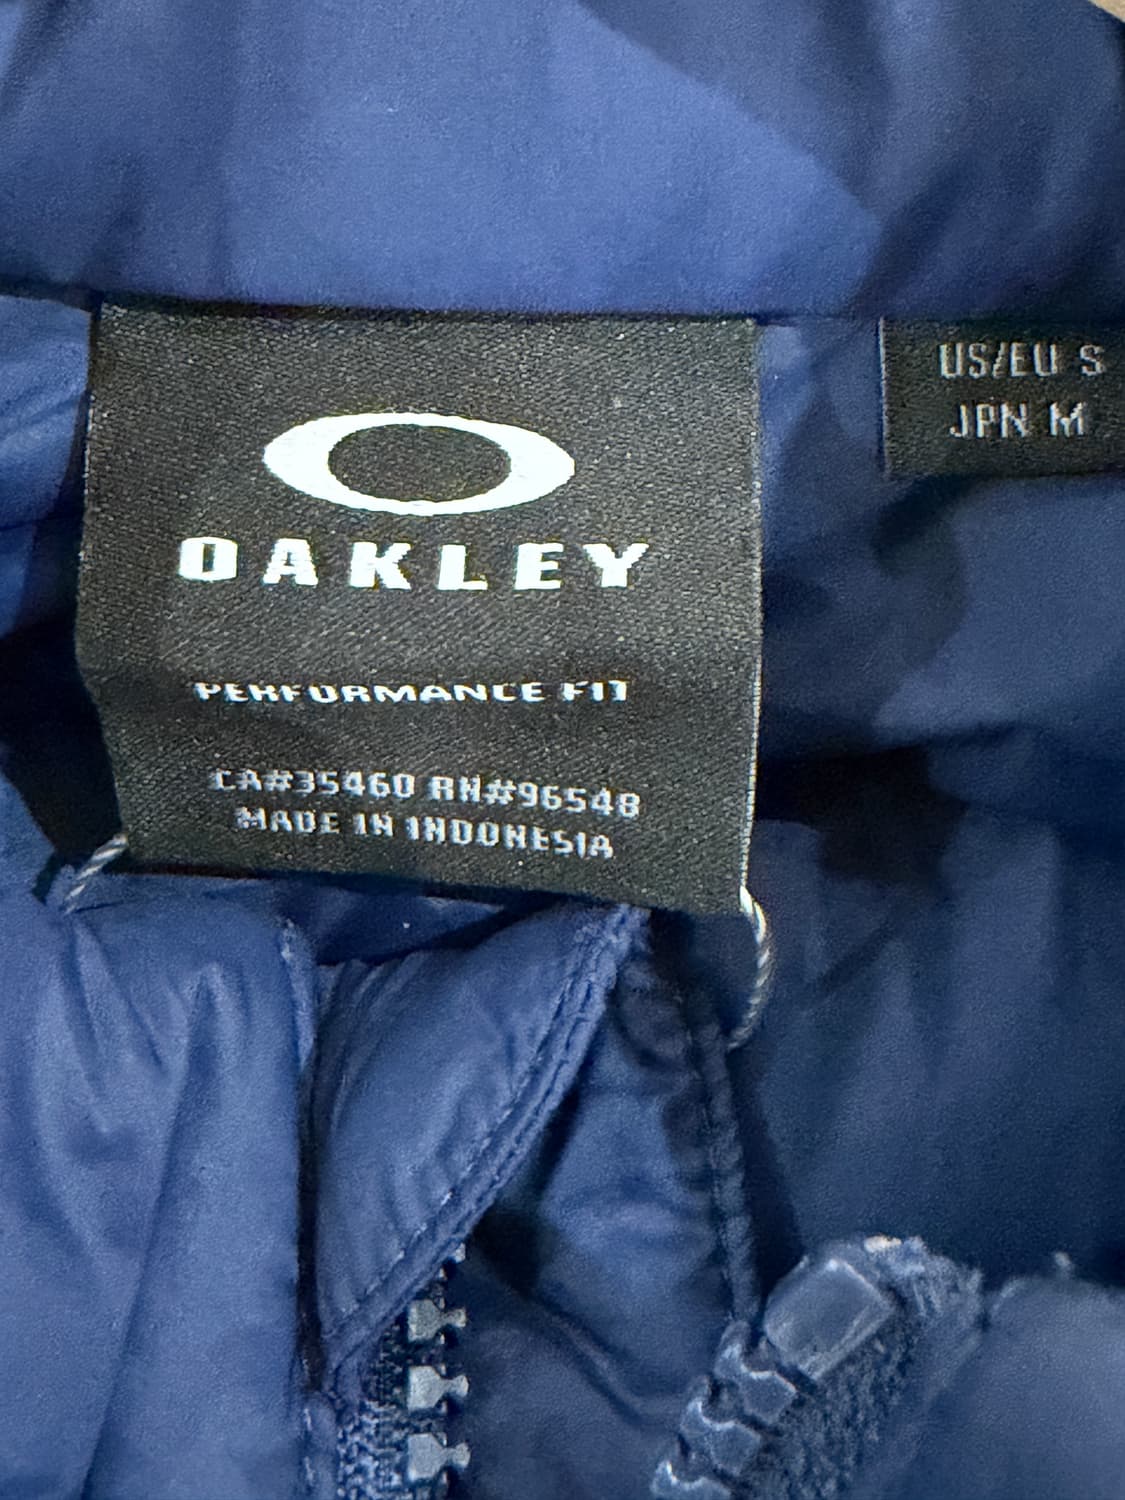 OAKLEY
PERFORMANCE FIT
CA#35460 RN#96548
MADE IN INDONESIA
US/EU S
JPN M